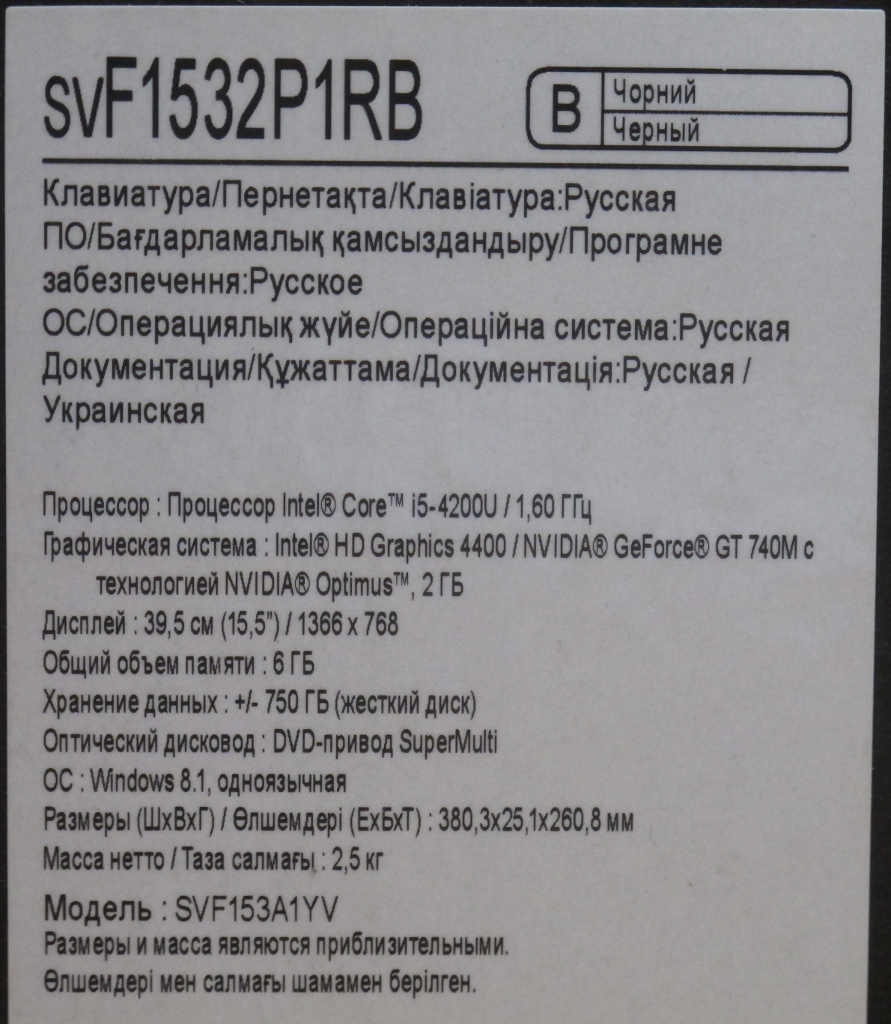 SVF1532P1RB
B
Чорний
Черный
Клавиатура/Пернетақта/Клавіатура:Русская
ПО/Бағдарламалық қамсыздандыру/Програмне
забезпечення:Русское
ОС/Операциялық жүйе/Операційна система:Русская
Документация/Құжаттама/Документація:Русская /
Украинская
Процессор : Процессор Intel® Core™ i5-4200U / 1,60 ГГц
Графическая система : Intel® HD Graphics 4400 / NVIDIA® GeForce® GT 740M с
технологией NVIDIA® Optimus™, 2 ГБ
Дисплей : 39,5 см (15,5”) / 1366 x 768
Общий объем памяти : 6 ГБ
Хранение данных : +/- 750 ГБ (жесткий диск)
Оптический дисковод : DVD-привод SuperMulti
ОС : Windows 8.1, одноязычная
Размеры (ШxВxГ) / Өлшемдері (ЕxБxТ) : 380,3x25,1x260,8 мм
Масса нетто / Таза салмағы : 2,5 кг
Модель : SVF153A1YV
Размеры и масса являются приблизительными.
Өлшемдері мен салмағы шамамен берілген.